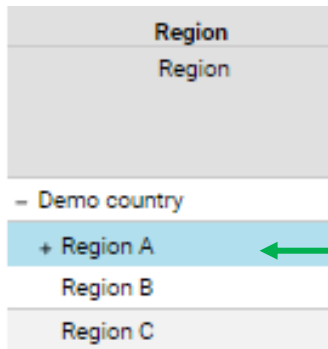 Region
Region
– Demo country
+ Region A
Region B
Region C